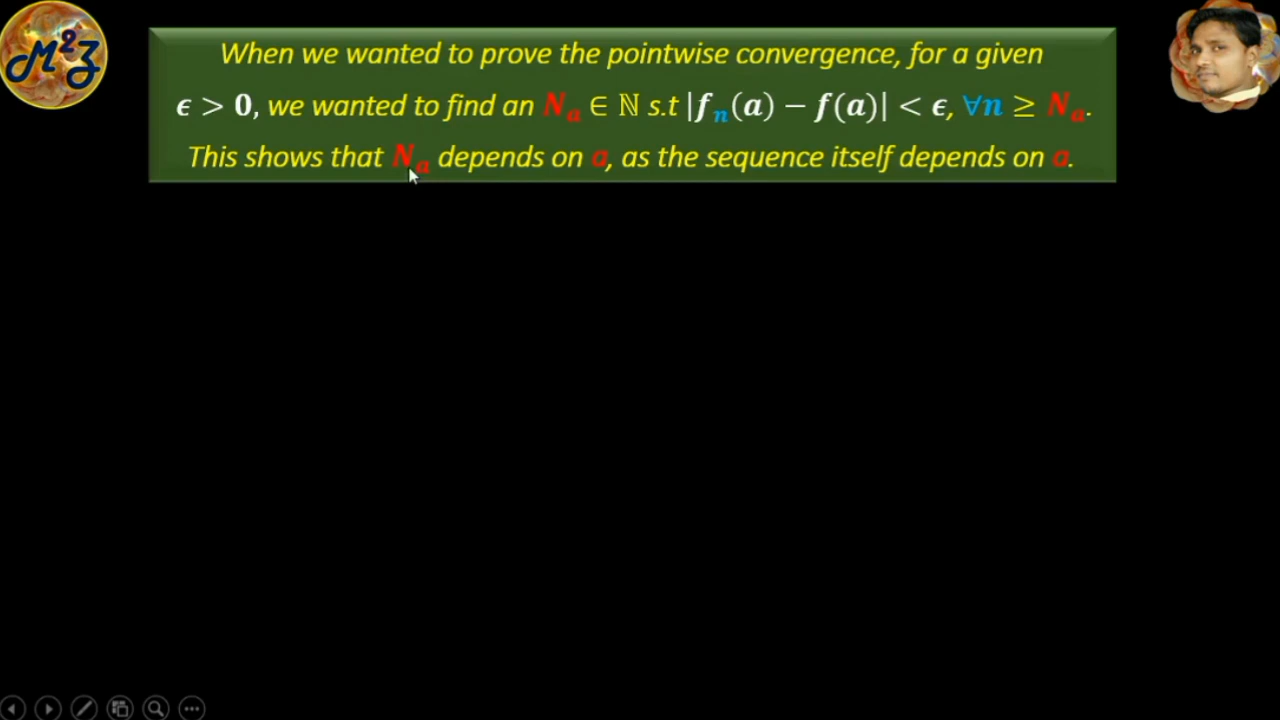 M²Z
When we wanted to prove the pointwise convergence, for a given
ϵ > 0, we wanted to find an Nₐ ∈ ℕ s.t |fₙ(a) − f(a)| < ϵ, ∀n ≥ Nₐ.
This shows that Nₐ depends on a, as the sequence itself depends on a.